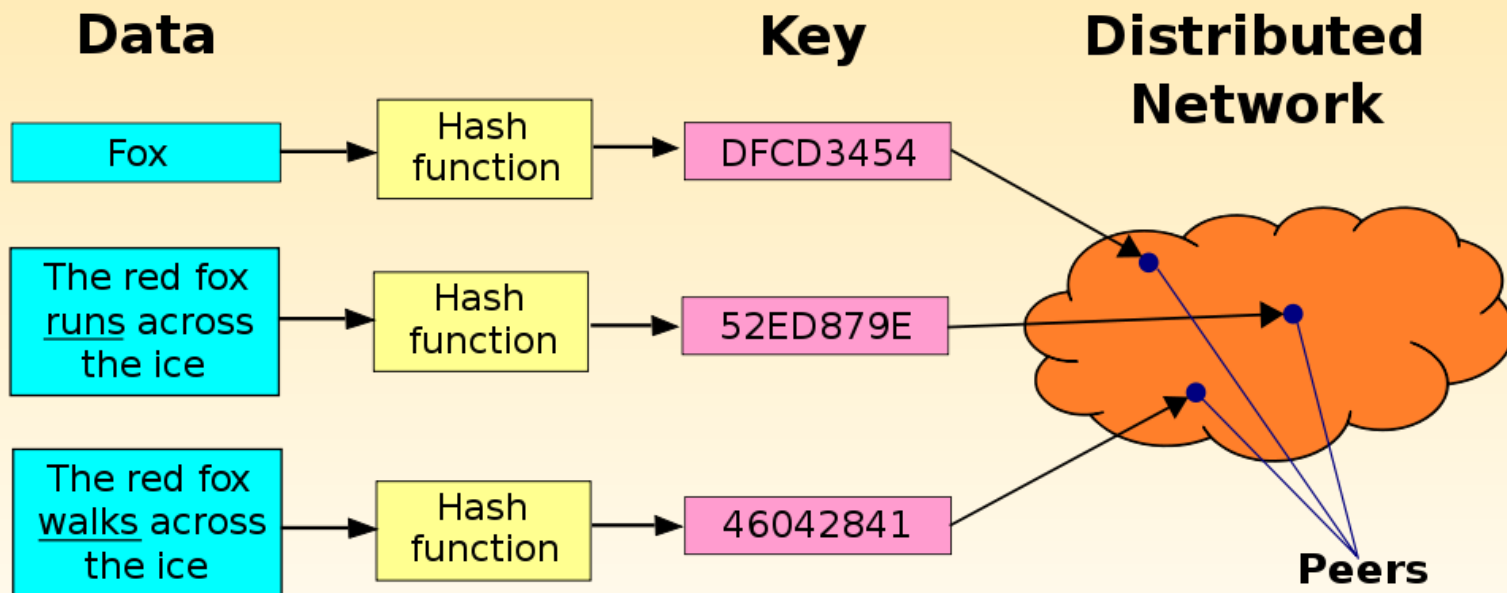 Data
Key
Distributed
Network
Fox
Hash
function
DFCD3454
The red fox
runs across
the ice
Hash
function
52ED879E
The red fox
walks across
the ice
Hash
function
46042841
Peers